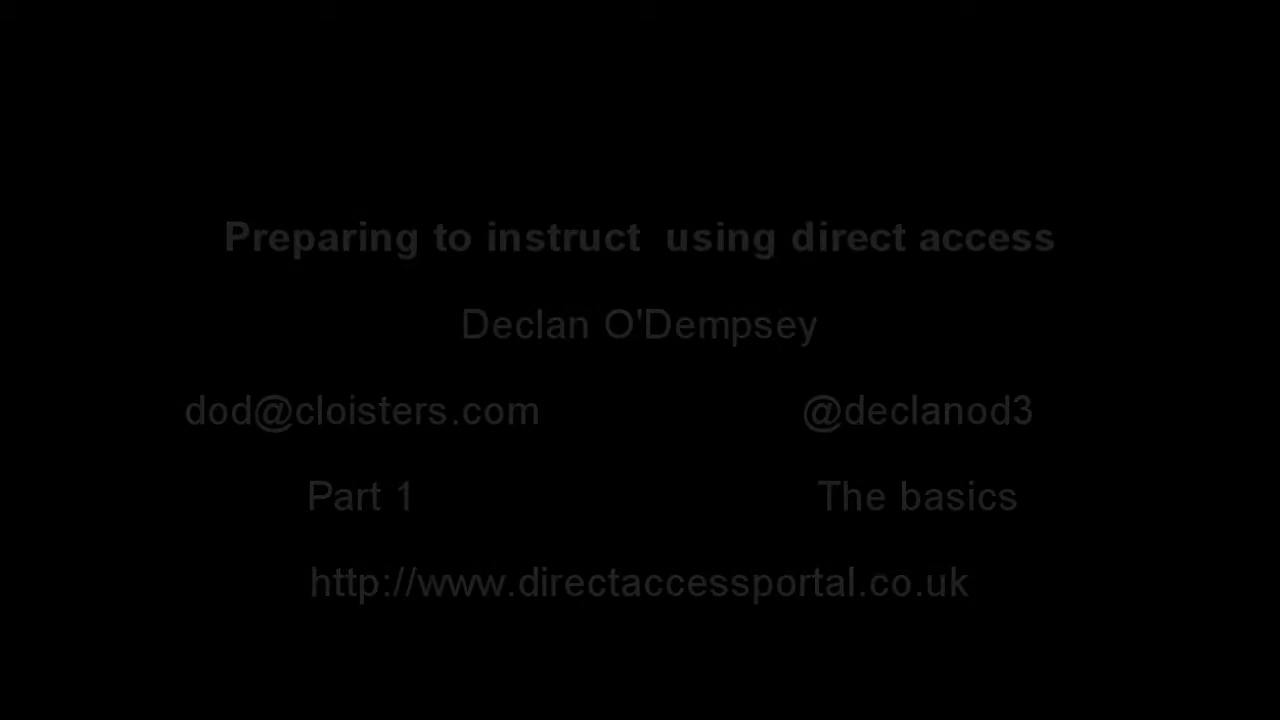 Preparing to instruct  using direct access
Declan O'Dempsey
dod@cloisters.com @declanod3
Part 1 The basics
http://www.directaccessportal.co.uk